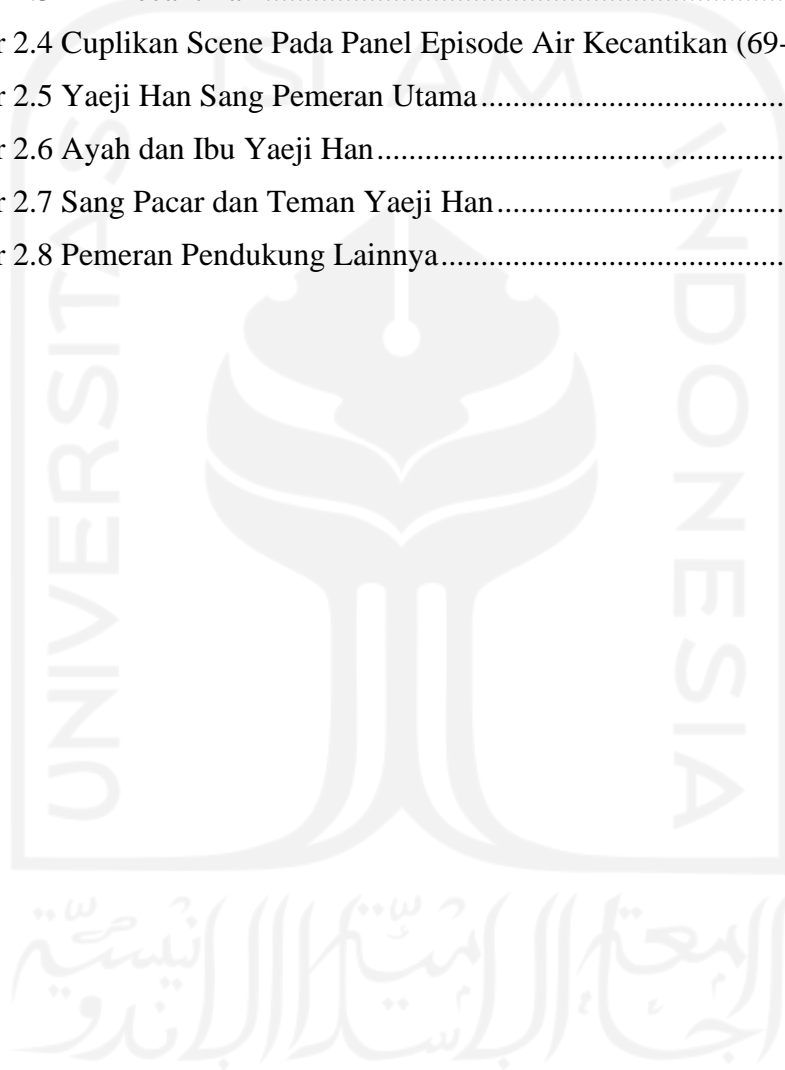 r 2.4 Cuplikan Scene Pada Panel Episode Air Kecantikan (69-
r 2.5 Yaeji Han Sang Pemeran Utama.......................................
r 2.6 Ayah dan Ibu Yaeji Han....................................................
r 2.7 Sang Pacar dan Teman Yaeji Han.....................................
r 2.8 Pemeran Pendukung Lainnya............................................
ISLAM
UNIVERSITAS
INDONESIA